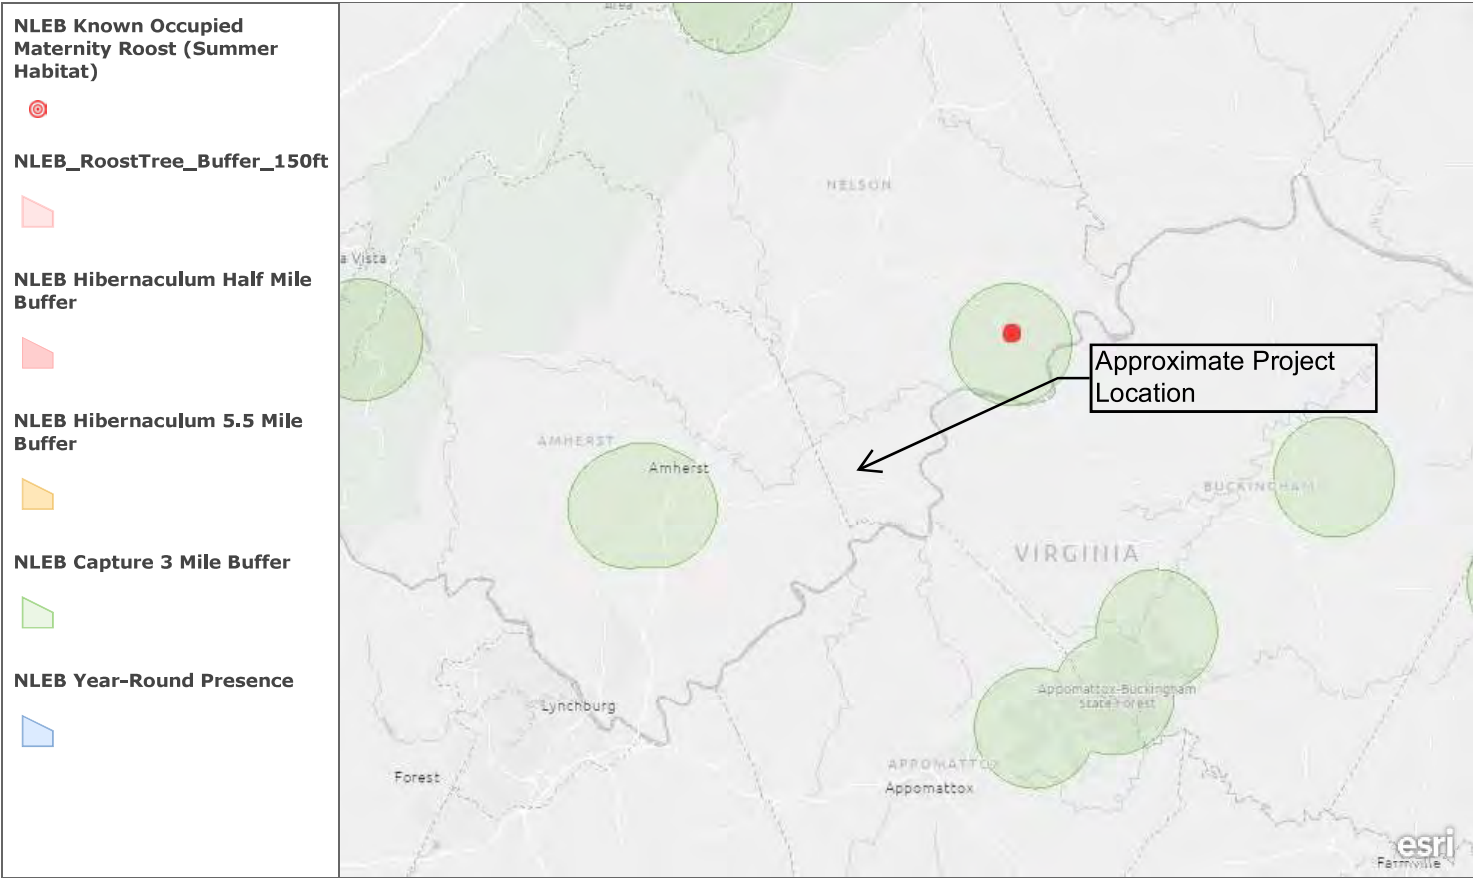 NLEB Known Occupied
Maternity Roost (Summer
Habitat)
NLEB_RoostTree_Buffer_150ft
NLEB Hibernaculum Half Mile
Buffer
NLEB Hibernaculum 5.5 Mile
Buffer
NLEB Capture 3 Mile Buffer
NLEB Year-Round Presence
Area
NELSON
a Vista
Approximate Project
Location
AMHERST
Amherst
BUCKINGHAM
VIRGINIA
Appomattox-Buckingham
State Forest
Lynchburg
APPOMATTOX
Appomattox
Forest
esri
Farmville